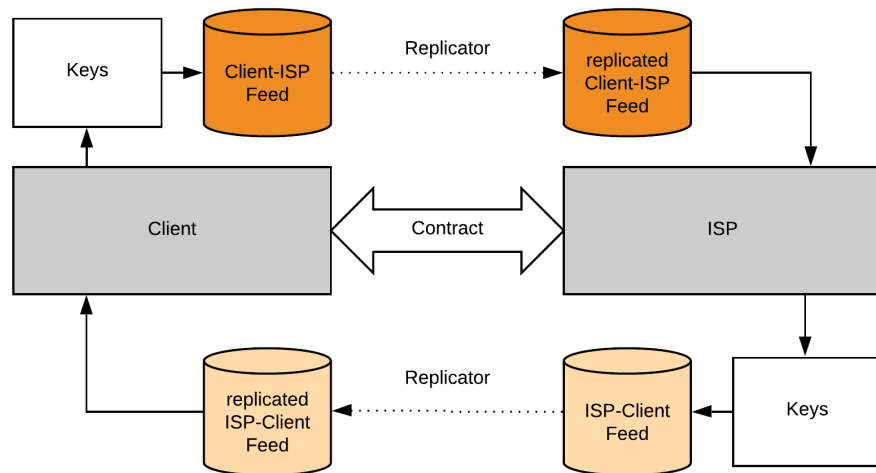 Keys
Client-ISP
Feed
Replicator
replicated
Client-ISP
Feed
Client
Contract
ISP
replicated
ISP-Client
Feed
Replicator
ISP-Client
Feed
Keys